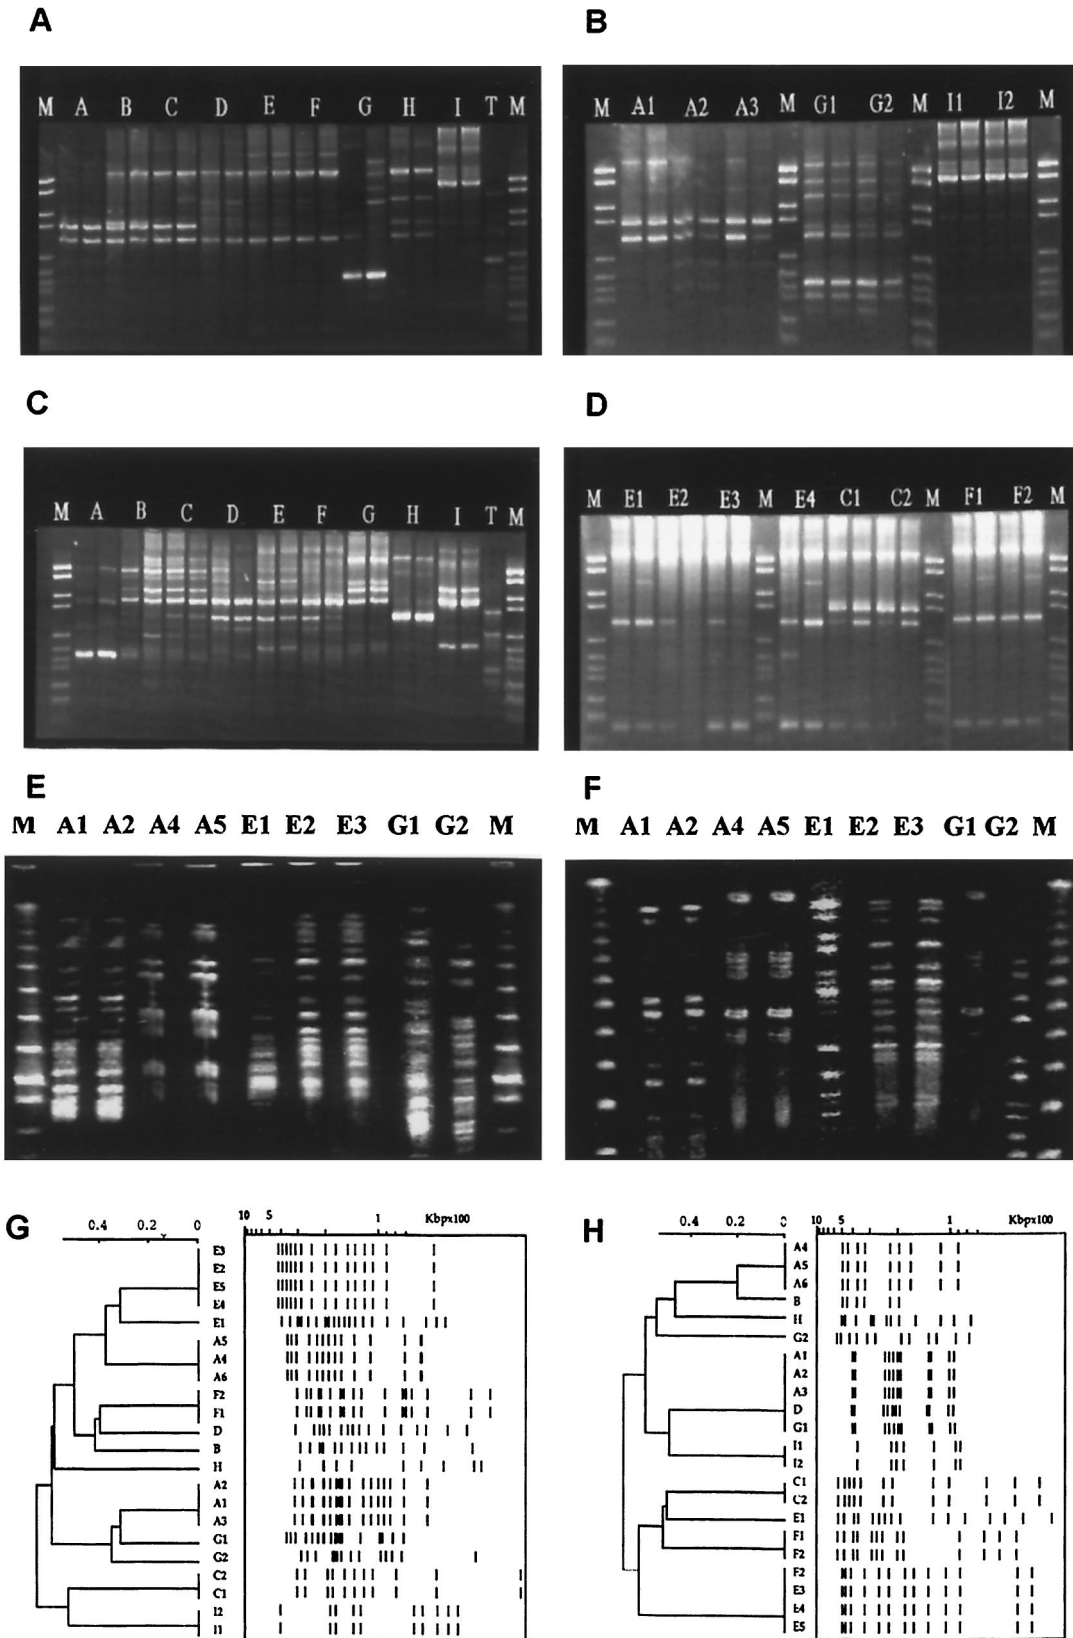 A
M A B C D E F G H I T M
B
M A1 A2 A3 M G1 G2 M I1 I2 M
C
M A B C D E F G H I T M
D
M E1 E2 E3 M E4 C1 C2 M F1 F2 M
E
M A1 A2 A4 A5 E1 E2 E3 G1 G2 M
F
M A1 A2 A4 A5 E1 E2 E3 G1 G2 M
G
0.4 0.2 0
10 5 1 Kbpx100
E3
E2
E5
E4
E1
A5
A4
A6
F2
F1
D
B
H
A2
A1
A3
G1
G2
C2
C1
I2
I1
H
0.4 0.2 0
10 5 1 Kbpx100
A4
A5
A6
B
H
G2
A1
A2
A3
D
G1
I1
I2
C1
C2
E1
F1
F2
F2
E3
E4
E5